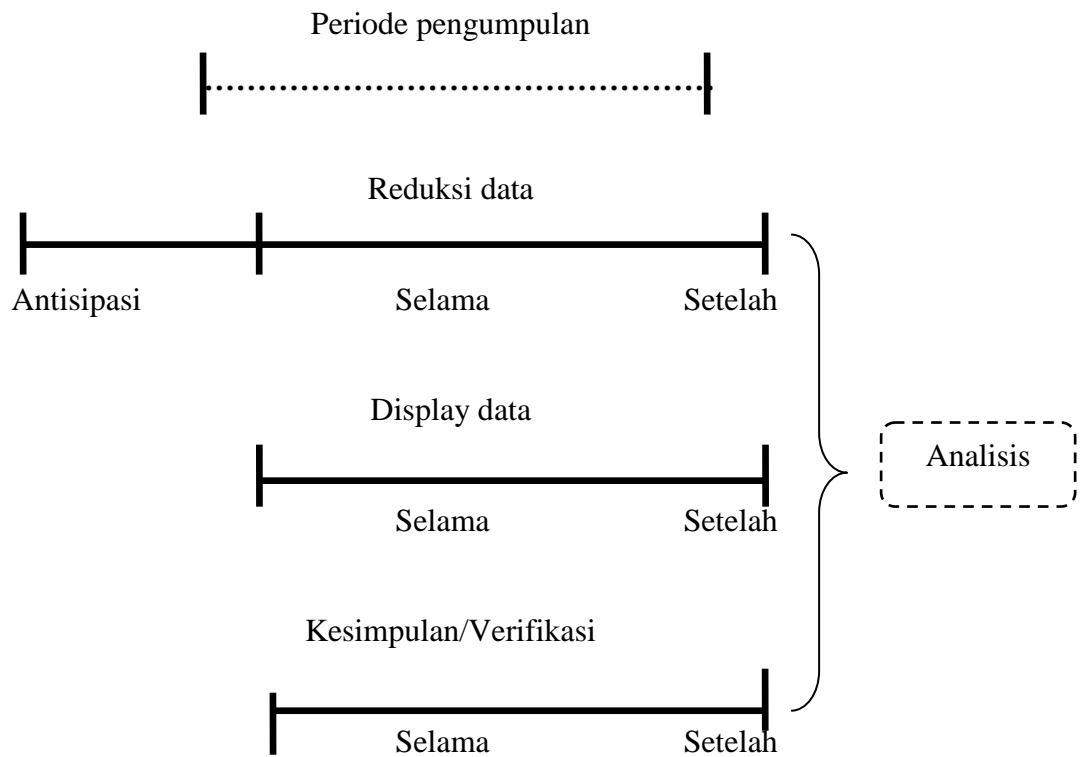 Periode pengumpulan
Reduksi data
Antisipasi Selama Setelah
Display data
Analisis
Selama Setelah
Kesimpulan/Verifikasi
Selama Setelah